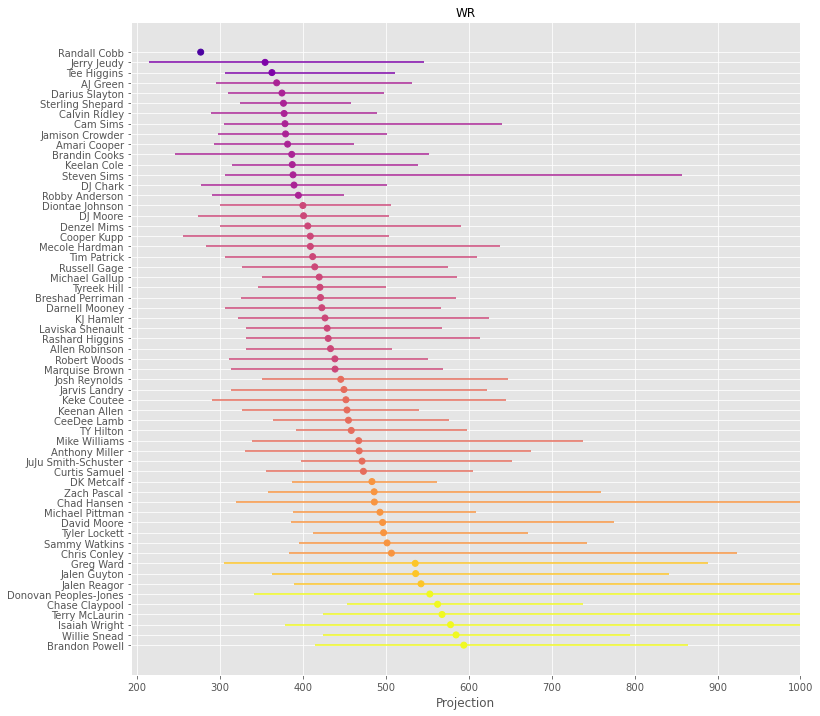 WR
Randall Cobb
Jerry Jeudy
Tee Higgins
AJ Green
Darius Slayton
Sterling Shepard
Calvin Ridley
Cam Sims
Jamison Crowder
Amari Cooper
Brandin Cooks
Keelan Cole
Steven Sims
DJ Chark
Robby Anderson
Diontae Johnson
DJ Moore
Denzel Mims
Cooper Kupp
Mecole Hardman
Tim Patrick
Russell Gage
Michael Gallup
Tyreek Hill
Breshad Perriman
Darnell Mooney
KJ Hamler
Laviska Shenault
Rashard Higgins
Allen Robinson
Robert Woods
Marquise Brown
Josh Reynolds
Jarvis Landry
Keke Coutee
Keenan Allen
CeeDee Lamb
TY Hilton
Mike Williams
Anthony Miller
JuJu Smith-Schuster
Curtis Samuel
DK Metcalf
Zach Pascal
Chad Hansen
Michael Pittman
David Moore
Tyler Lockett
Sammy Watkins
Chris Conley
Greg Ward
Jalen Guyton
Jalen Reagor
Donovan Peoples-Jones
Chase Claypool
Terry McLaurin
Isaiah Wright
Willie Snead
Brandon Powell
200 300 400 500 600 700 800 900 1000
Projection